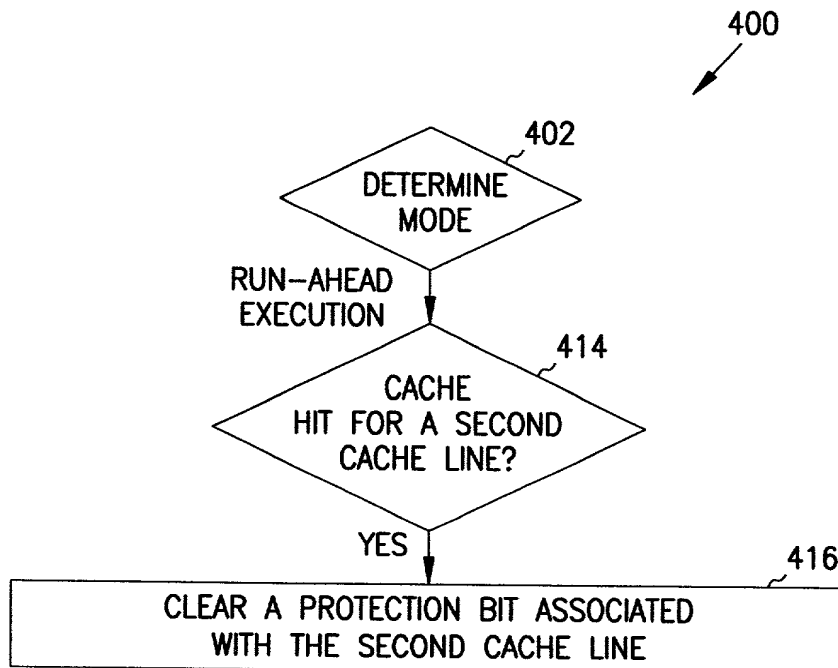 400
402
DETERMINE
MODE
RUN-AHEAD
EXECUTION
414
CACHE
HIT FOR A SECOND
CACHE LINE?
YES
416
CLEAR A PROTECTION BIT ASSOCIATED
WITH THE SECOND CACHE LINE